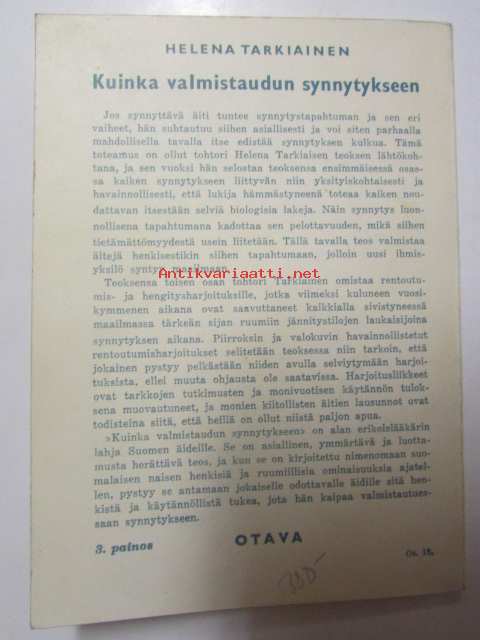 HELENA TARKIAINEN
Kuinka valmistaudun synnytykseen
Jos synnyttävä äiti tuntee synnytystapahtuman ja sen eri
vaiheet, hän suhtautuu siihen asiallisesti ja voi siten parhaalla
mahdollisella tavalla itse edistää synnytyksen kulkua. Tämä
toteamus on ollut tohtori Helena Tarkiaisen teoksen lähtökoh-
tana, ja sen vuoksi hän selostaa teoksensa ensimmäisessä osas-
sa kaiken synnytykseen liittyvän niin yksityiskohtaisesti ja
havainnollisesti, että lukija hämmästyneenä toteaa kaiken nou-
dattavan itsestään selviä biologisia lakeja. Näin synnytys luon-
nollisena tapahtumana kadottaa sen pelottavuuden, mikä siihen
tietämättömyydestä usein liitetään. Tällä tavalla teos valmistaa
äitejä henkisestikin siihen tapahtumaan, jolloin uusi ihmis-
yksilö syntyy maailmaan.
Antikvariaatti.net
Teoksensa toisen osan tohtori Tarkiainen omistaa rentoutu-
mis- ja hengitysharjoituksille, jotka viimeksi kuluneen vuosi-
kymmenen aikana ovat saavuttaneet kaikkialla sivistyneessä
maailmassa tärkeän sijan ruumiin jännitystilojen laukaisijoina
synnytyksen aikana. Piirroksin ja valokuvin havainnollistetut
rentoutumisharjoitukset selitetään teoksessa niin tarkoin, että
jokainen pystyy pelkästään niiden avulla selviytymään harjoi-
tuksista, ellei muuta ohjausta ole saatavissa. Harjoitusliikkeet
ovat tarkkojen tutkimusten ja monivuotisen käytännön tulok-
sena muovautuneet, ja monien kiitollisten äitien lausunnot ovat
todisteina siitä, että heillä on ollut niistä paljon apua.
»Kuinka valmistaudun synnytykseen» on alan erikoislääkärin
lahja Suomen äideille. Se on asiallinen, ymmärtävä ja luotta-
musta herättävä teos, ja kun se on kirjoitettu nimenomaan suo-
malaisen naisen henkisiä ja ruumiillisia ominaisuuksia ajatel-
len, pystyy se antamaan jokaiselle odottavalle äidille sitä hen-
kistä ja käytännöllistä tukea, jota hän kaipaa valmistautues-
saan synnytykseen.
3. painos
OTAVA